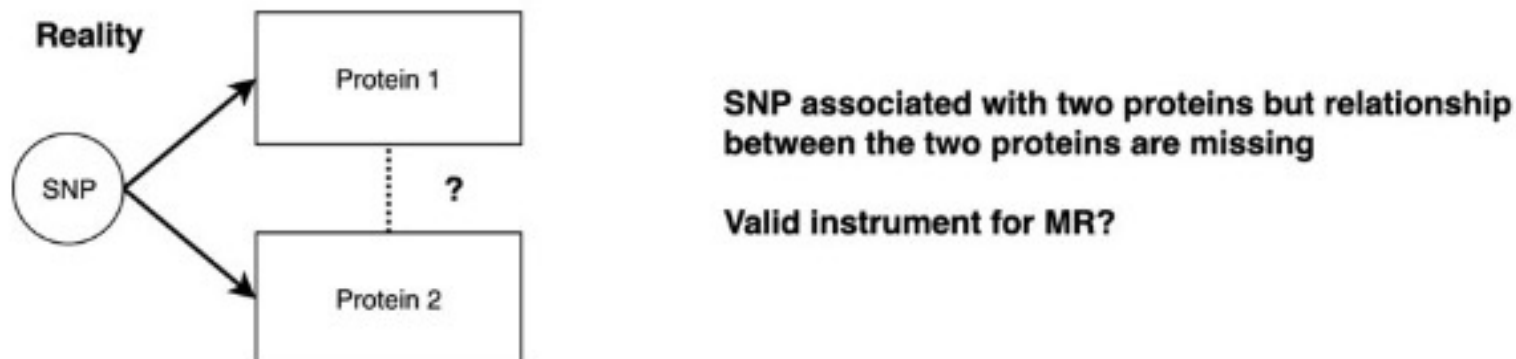 Reality
Protein 1
SNP associated with two proteins but relationship
between the two proteins are missing
SNP
?
Valid instrument for MR?
Protein 2